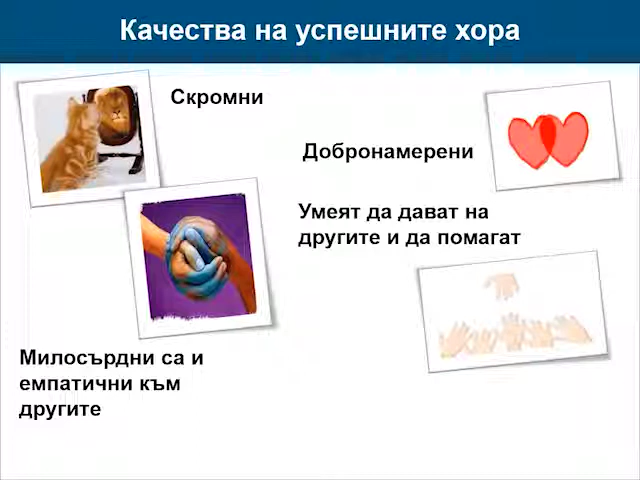 Качества на успешните хора
Скромни
Добронамерени
Умеят да дават на
другите и да помагат
Милосърдни са и
емпатични към
другите